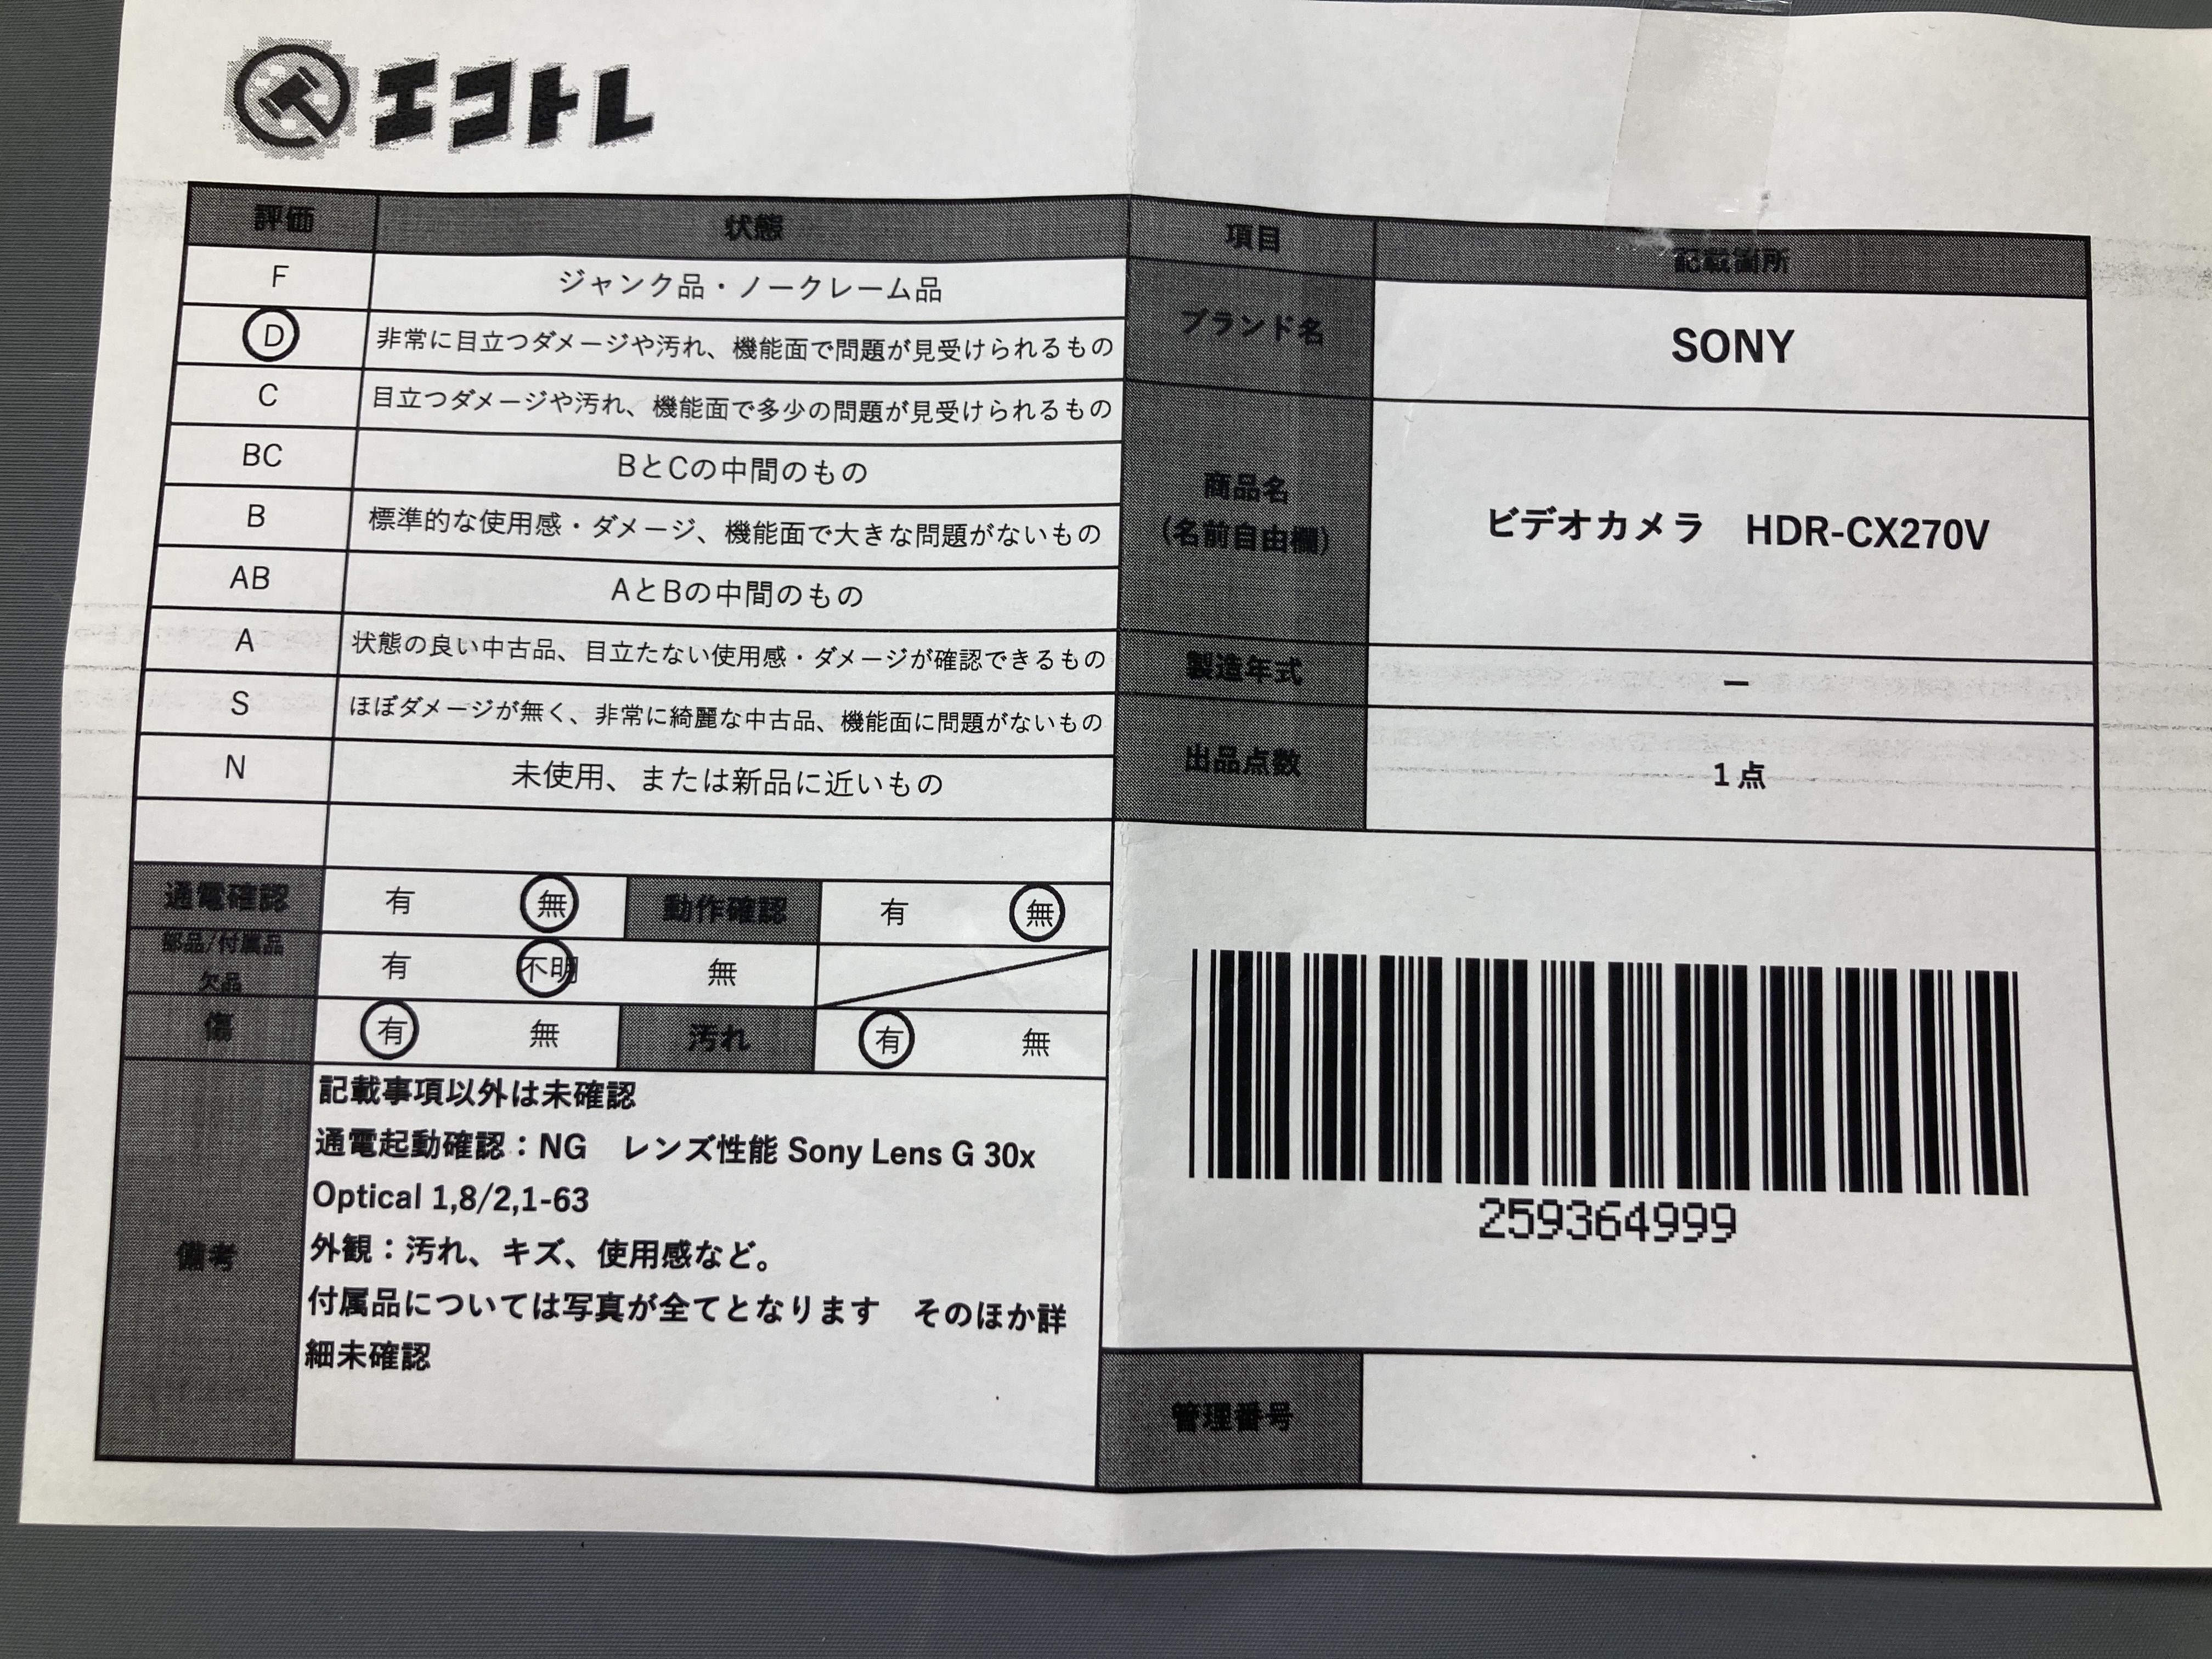 エコトレ
評価 状態
F ジャンク品・ノークレーム品
D 非常に目立つダメージや汚れ、機能面で問題が見受けられるもの
C 目立つダメージや汚れ、機能面で多少の問題が見受けられるもの
BC BとCの中間のもの
B 標準的な使用感・ダメージ、機能面で大きな問題がないもの
AB AとBの中間のもの
A 状態の良い中古品、目立たない使用感・ダメージが確認できるもの
S ほぼダメージが無く、非常に綺麗な中古品、機能面に問題がないもの
N 未使用、または新品に近いもの
通電確認 有 無 動作確認 有 無
部品/付属品
欠品 有 不明 無
傷 有 無 汚れ 有 無
備考
記載事項以外は未確認
通電起動確認：NG　レンズ性能 Sony Lens G 30x
Optical 1,8/2,1-63
外観：汚れ、キズ、使用感など。
付属品については写真が全てとなります　そのほか詳
細未確認
項目 記載箇所
ブランド名 SONY
商品名
(名前自由欄) ビデオカメラ　HDR-CX270V
製造年式 ー
出品点数 1 点
259364999
管理番号